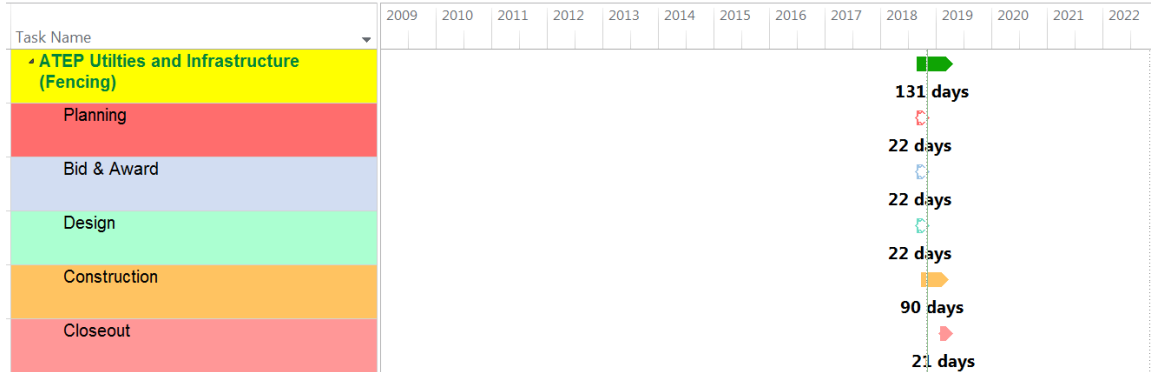 2009 2010 2011 2012 2013 2014 2015 2016 2017 2018 2019 2020 2021 2022
Task Name
ATEP Utilties and Infrastructure
(Fencing)
131 days
Planning
22 days
Bid & Award
22 days
Design
22 days
Construction
90 days
Closeout
21 days